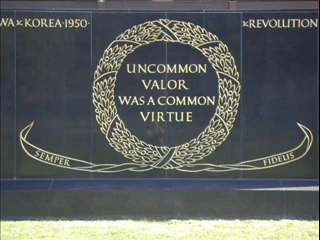 WA ★ KOREA ★ 1950 ★
★ REVOLUTION
UNCOMMON
VALOR
WAS A COMMON
VIRTUE
SEMPER
FIDELIS